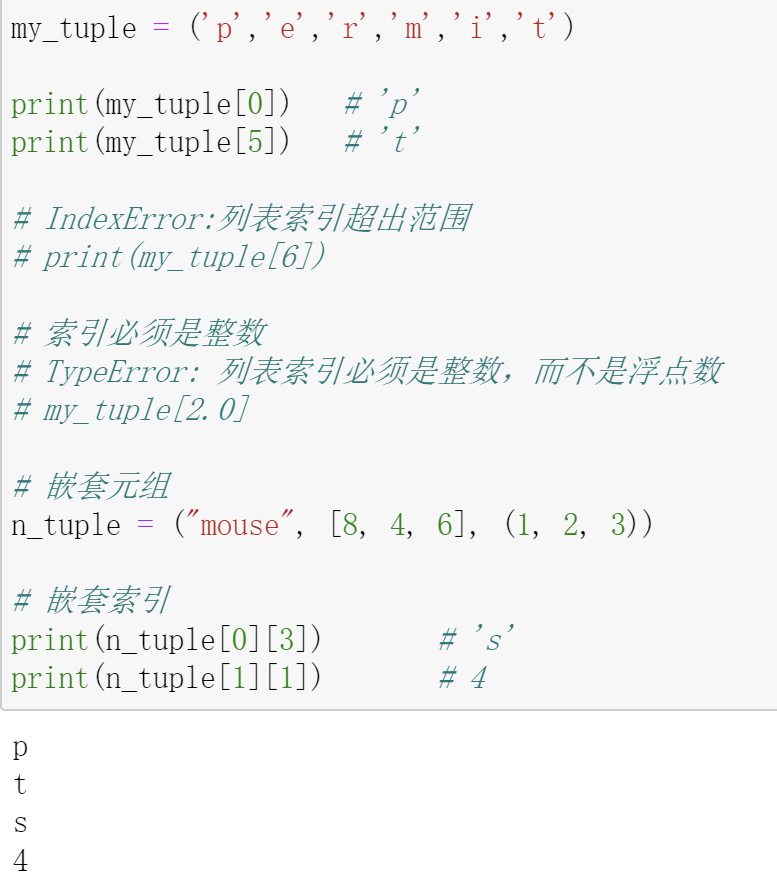 my_tuple = ('p','e','r','m','i','t')
print(my_tuple[0])   # 'p'
print(my_tuple[5])   # 't'
# IndexError:列表索引超出范围
# print(my_tuple[6])
# 索引必须是整数
# TypeError: 列表索引必须是整数，而不是浮点数
# my_tuple[2.0]
# 嵌套元组
n_tuple = ("mouse", [8, 4, 6], (1, 2, 3))
# 嵌套索引
print(n_tuple[0][3])       # 's'
print(n_tuple[1][1])       # 4
p
t
s
4